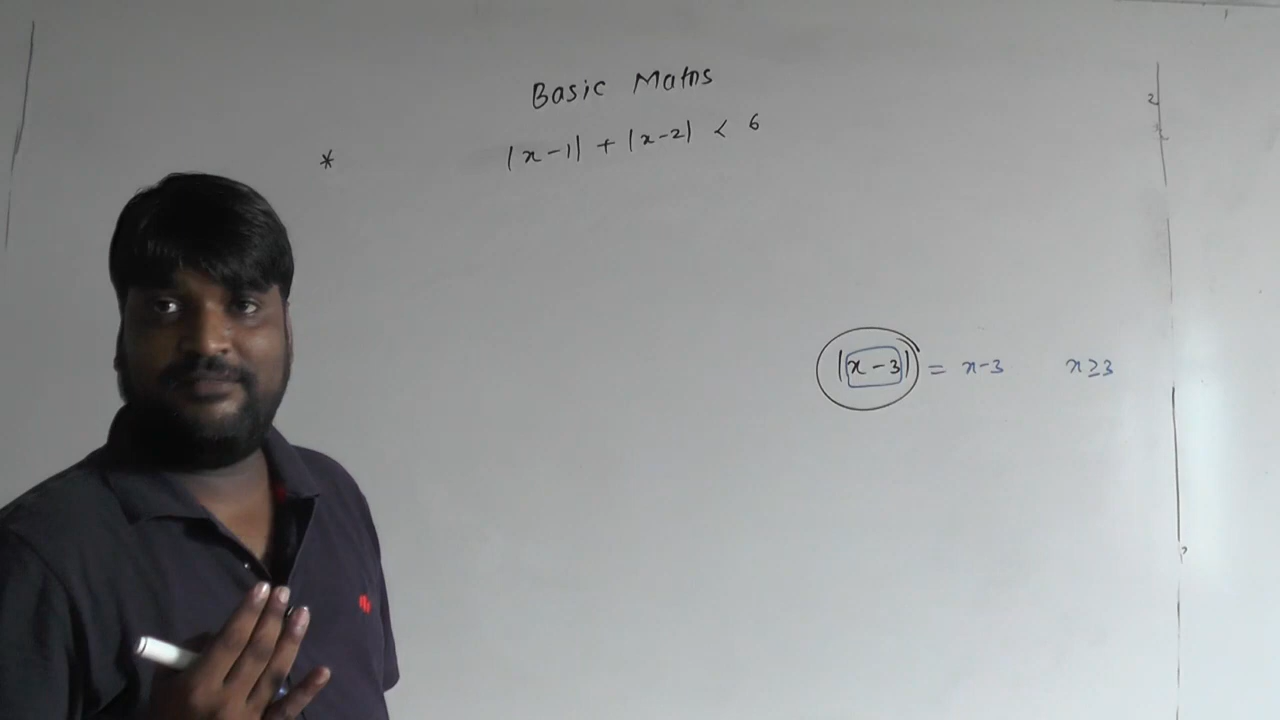 Basic Maths
* |x-1| + |x-2| < 6
|x-3| = x-3 x≥3